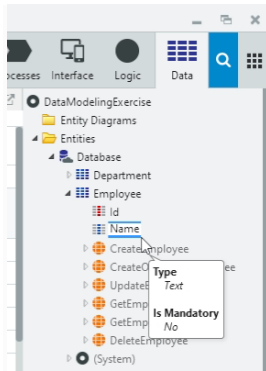 ocesses Interface Logic Data
DataModelingExercise
Entity Diagrams
Entities
Database
Department
Employee
Id
Name
CreateEmployee
CreateO ee
UpdateE
GetEmp
GetEmp
DeleteEmployee
(System)
Type
Text
Is Mandatory
No